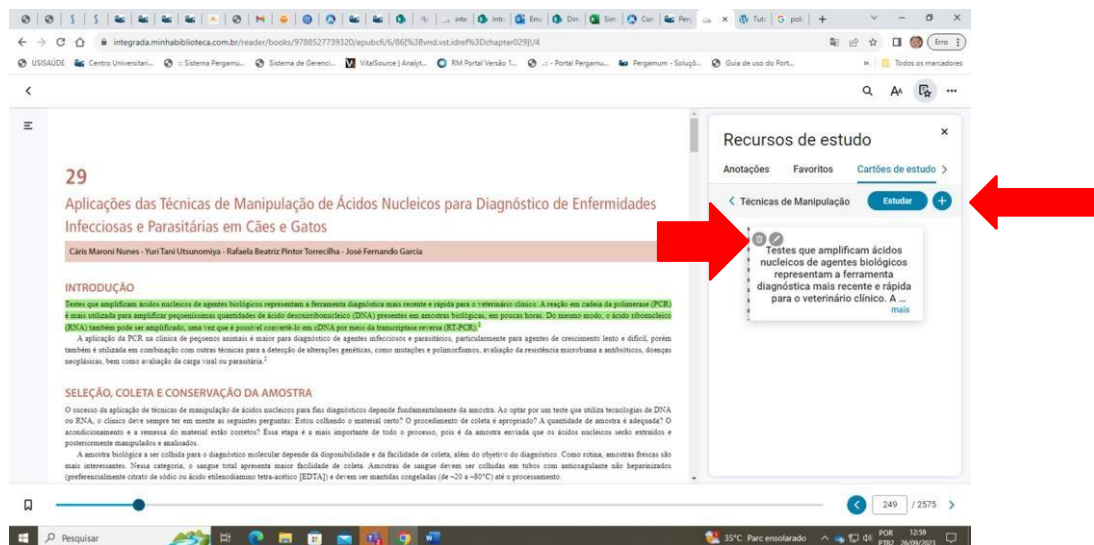 inte:
Intr:
Em
Dir
Sim
Con
Per
Tut:
poli
integrada.minhabiblioteca.com.br/reader/books/9788527739320/epubcfi/6/86[%3Bvnd.vst.idref%3Dchapter029]!/4
Erro
USISAÚDE
Centro Universitari...
:: Sistema Pergamu...
Sistema de Gerenci...
VitalSource | Analyt...
RM Portal Versão 1...
.:: - Portal Pergamu...
Pergamum - Soluçõ...
Guia de uso do Port...
»
Todos os marcadores
29
Aplicações das Técnicas de Manipulação de Ácidos Nucleicos para Diagnóstico de Enfermidades
Infecciosas e Parasitárias em Cães e Gatos
Cáris Maroni Nunes - Yuri Tani Utsunomiya - Rafaela Beatriz Pintor Torrecilha - José Fernando Garcia
INTRODUÇÃO
Testes que amplificam ácidos nucleicos de agentes biológicos representam a ferramenta diagnóstica mais recente e rápida para o veterinário clínico. A reação em cadeia da polimerase (PCR)
é mais utilizada para amplificar pequeníssimas quantidades de ácido desoxirribonucleico (DNA) presentes em amostras biológicas, em poucas horas. Do mesmo modo, o ácido ribonucleico
(RNA) também pode ser amplificado, uma vez que é possível convertê-lo em cDNA por meio da transcriptase reversa (RT-PCR).1
A aplicação da PCR na clínica de pequenos animais é maior para diagnóstico de agentes infecciosos e parasitários, particularmente para agentes de crescimento lento e difícil, porém
também é utilizada em combinação com outras técnicas para a detecção de alterações genéticas, como mutações e polimorfismos, avaliação da resistência microbiana a antibióticos, doenças
neoplásicas, bem como avaliação da carga viral ou parasitária.2
SELEÇÃO, COLETA E CONSERVAÇÃO DA AMOSTRA
O sucesso da aplicação de técnicas de manipulação de ácidos nucleicos para fins diagnósticos depende fundamentalmente da amostra. Ao optar por um teste que utiliza tecnologias de DNA
ou RNA, o clínico deve sempre ter em mente as seguintes perguntas: Estou colhendo o material certo? O procedimento de coleta é apropriado? A quantidade de amostra é adequada? O
acondicionamento e a remessa do material estão corretos? Essa etapa é a mais importante de todo o processo, pois é da amostra enviada que os ácidos nucleicos serão extraídos e
posteriormente manipulados e analisados.
A amostra biológica a ser colhida para o diagnóstico molecular depende da disponibilidade e da facilidade de coleta, além do objetivo do diagnóstico. Como rotina, amostras frescas são
mais interessantes. Nessa categoria, o sangue total apresenta maior facilidade de coleta. Amostras de sangue devem ser colhidas em tubos com anticoagulante não heparinizados
(preferencialmente citrato de sódio ou ácido etilenodiamino tetra-acético [EDTA]) e devem ser mantidas congeladas (de –20 a –80°C) até o processamento.
Recursos de estudo
Anotações
Favoritos
Cartões de estudo
Técnicas de Manipulação
Estudar
Testes que amplificam ácidos
nucleicos de agentes biológicos
representam a ferramenta
diagnóstica mais recente e rápida
para o veterinário clínico. A ...
mais
249 / 2575
Pesquisar
35°C Parc ensolarado
POR
PTB2
12:59
26/09/2023